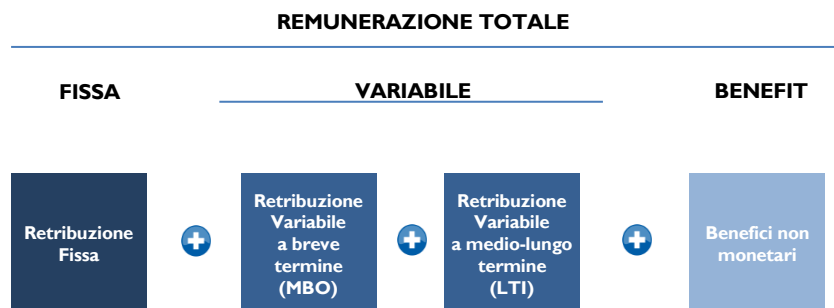 REMUNERAZIONE TOTALE
FISSA
VARIABILE
BENEFIT
Retribuzione
Fissa
Retribuzione
Variabile
a breve
termine
(MBO)
Retribuzione
Variabile
a medio-lungo
termine
(LTI)
Benefici non
monetari